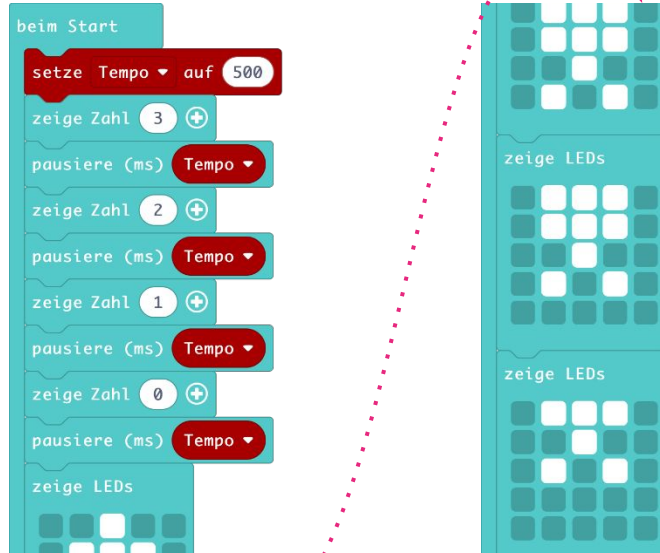 beim Start
setze Tempo auf 500
zeige Zahl 3
pausiere (ms) Tempo
zeige Zahl 2
pausiere (ms) Tempo
zeige Zahl 1
pausiere (ms) Tempo
zeige Zahl 0
pausiere (ms) Tempo
zeige LEDs
zeige LEDs
zeige LEDs